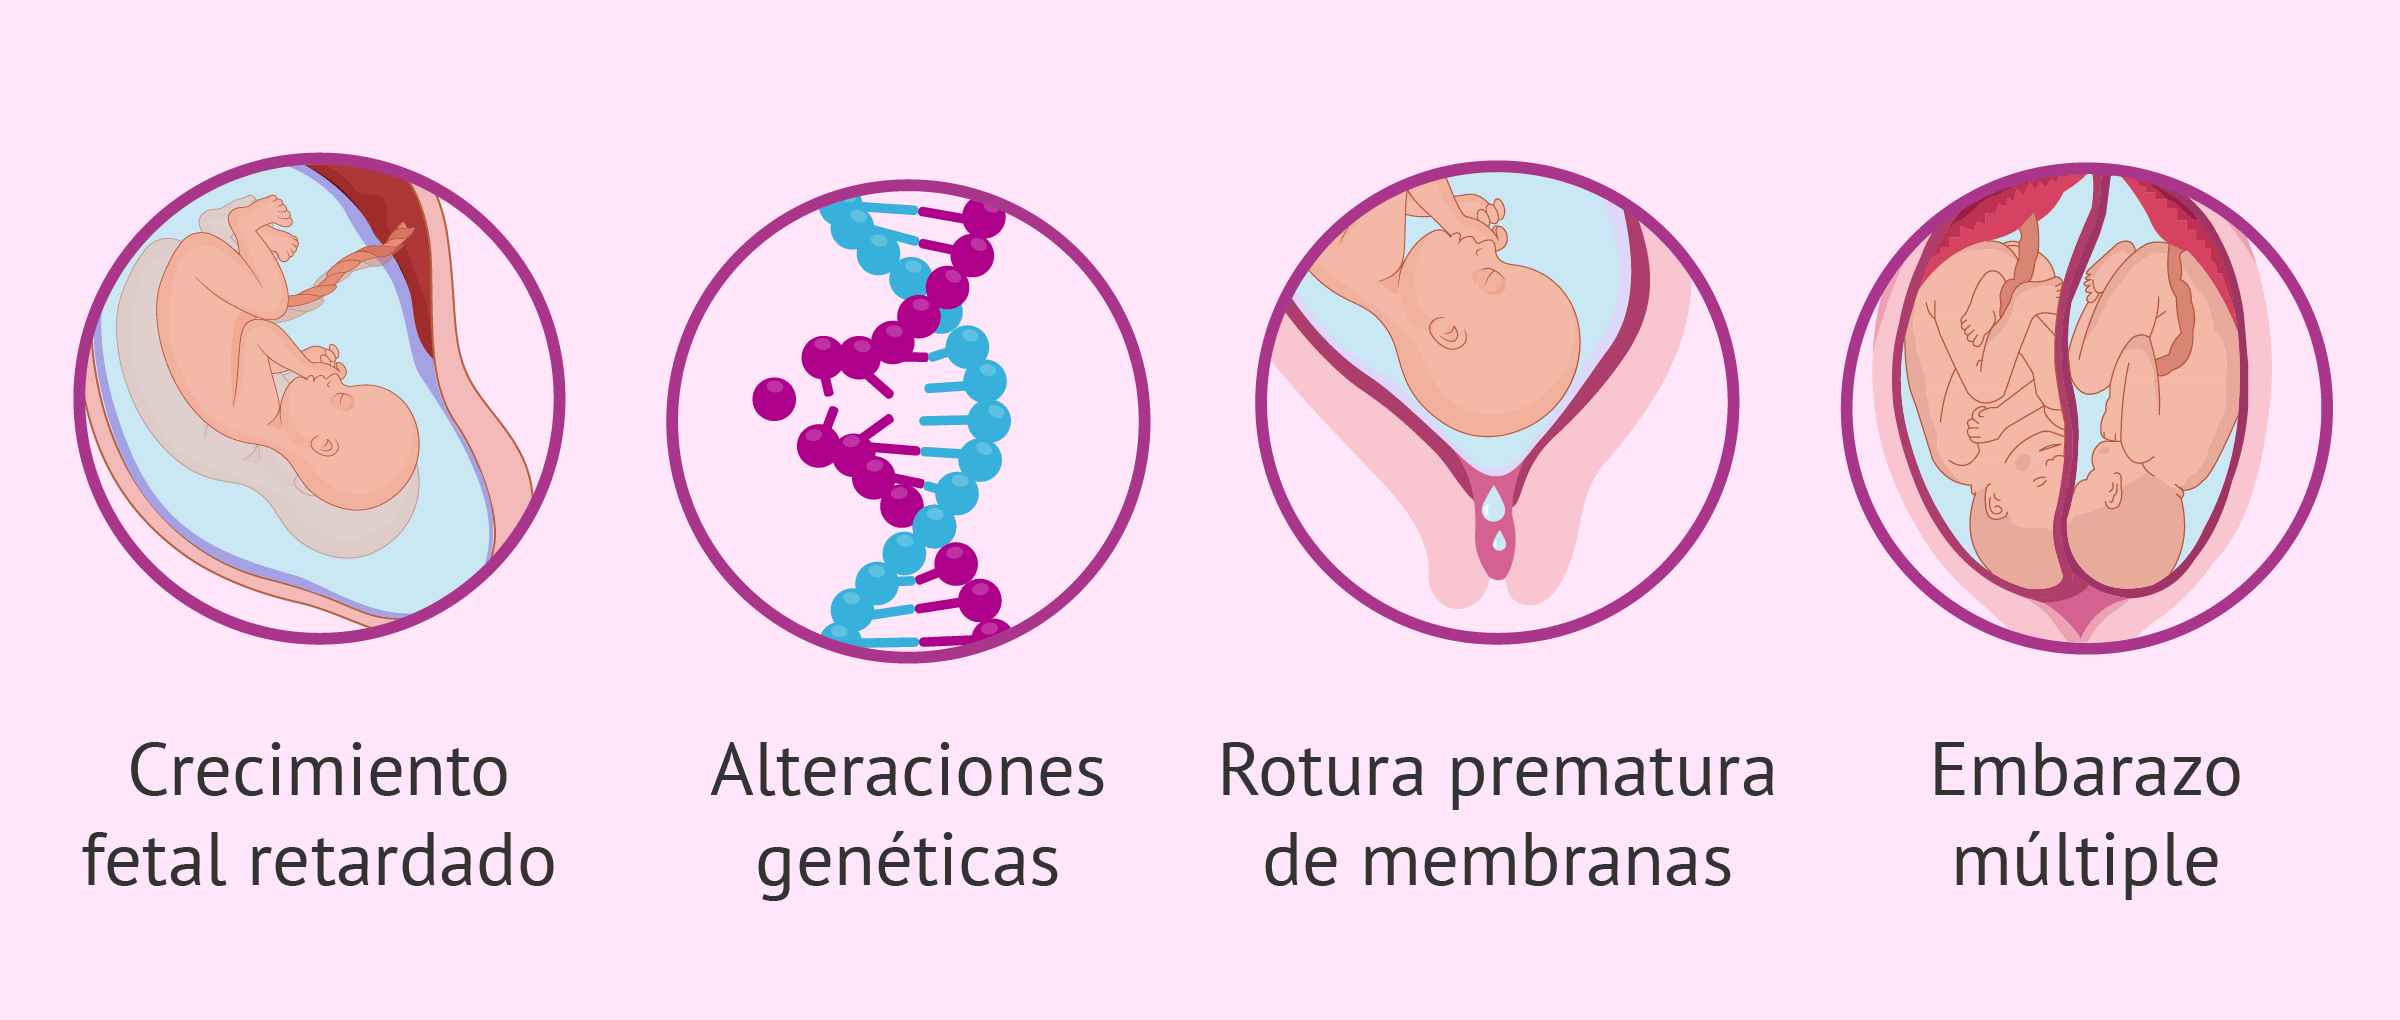 Crecimiento
fetal retardado
Alteraciones
genéticas
Rotura prematura
de membranas
Embarazo
múltiple